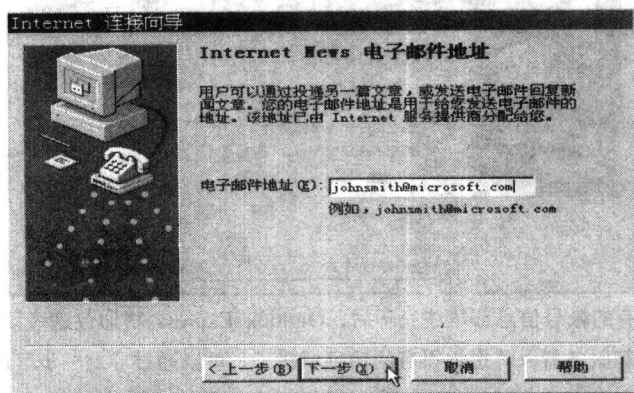 Internet 连接向导
Internet News 电子邮件地址
用户可以通过投递另一篇文章，或发送电子邮件回复新
闻文章。您的电子邮件地址是用于给您发送电子邮件的
地址。该地址已由 Internet 服务提供商分配给您。
电子邮件地址(E): johnsmith@microsoft.com
例如，johnsmith@microsoft.com
<上一步(B) 下一步(X) 取消 帮助